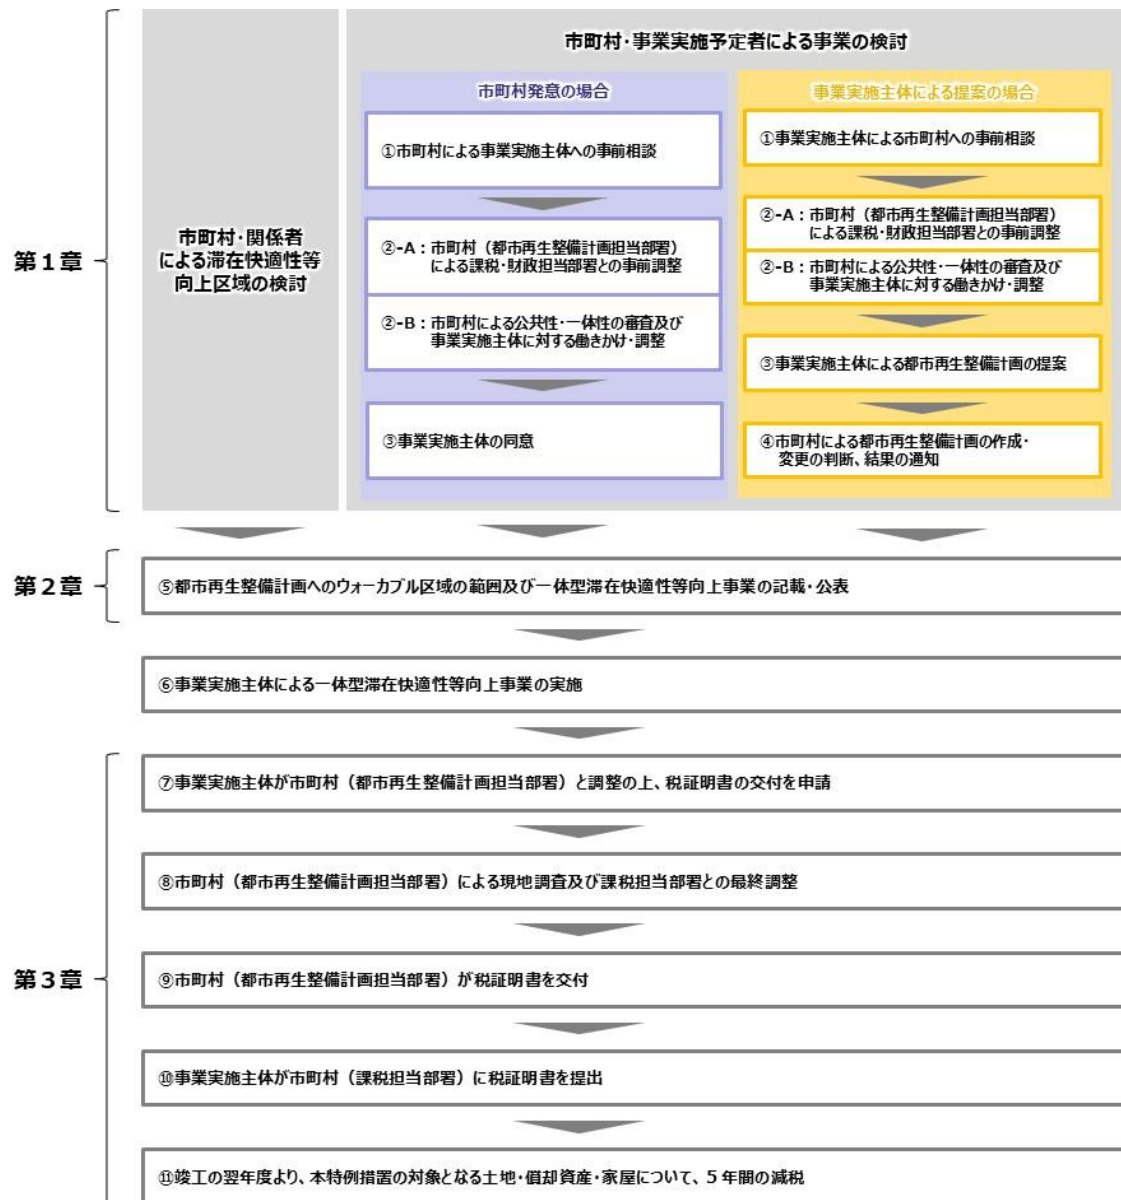 第1章
市町村・関係者
による滞在快適性等
向上区域の検討
市町村・事業実施予定者による事業の検討
市町村発意の場合
①市町村による事業実施主体への事前相談
②-A：市町村（都市再生整備計画担当部署）
による課税・財政担当部署との事前調整
②-B：市町村による公共性・一体性の審査及び
事業実施主体に対する働きかけ・調整
③事業実施主体の同意
事業実施主体による提案の場合
①事業実施主体による市町村への事前相談
②-A：市町村（都市再生整備計画担当部署）
による課税・財政担当部署との事前調整
②-B：市町村による公共性・一体性の審査及び
事業実施主体に対する働きかけ・調整
③事業実施主体による都市再生整備計画の提案
④市町村による都市再生整備計画の作成・
変更の判断、結果の通知
第2章
⑤都市再生整備計画へのウォーカブル区域の範囲及び一体型滞在快適性等向上事業の記載・公表
⑥事業実施主体による一体型滞在快適性等向上事業の実施
第3章
⑦事業実施主体が市町村（都市再生整備計画担当部署）と調整の上、税証明書の交付を申請
⑧市町村（都市再生整備計画担当部署）による現地調査及び課税担当部署との最終調整
⑨市町村（都市再生整備計画担当部署）が税証明書を交付
⑩事業実施主体が市町村（課税担当部署）に税証明書を提出
⑪竣工の翌年度より、本特例措置の対象となる土地・償却資産・家屋について、5年間の減税